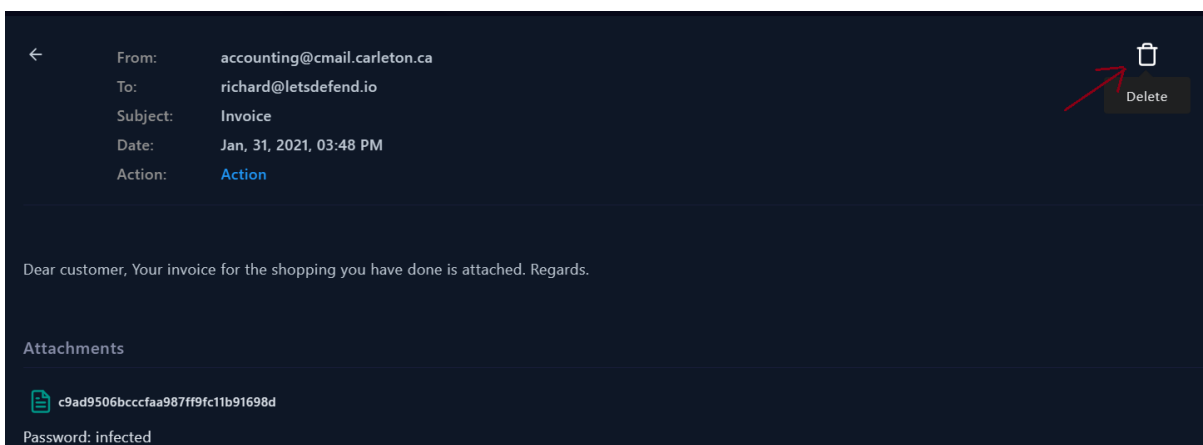 From: accounting@cmail.carleton.ca
To: richard@letsdefend.io
Subject: Invoice
Date: Jan, 31, 2021, 03:48 PM
Action: Action
Delete
Dear customer, Your invoice for the shopping you have done is attached. Regards.
Attachments
c9ad9506bcccfaa987ff9fc11b91698d
Password: infected